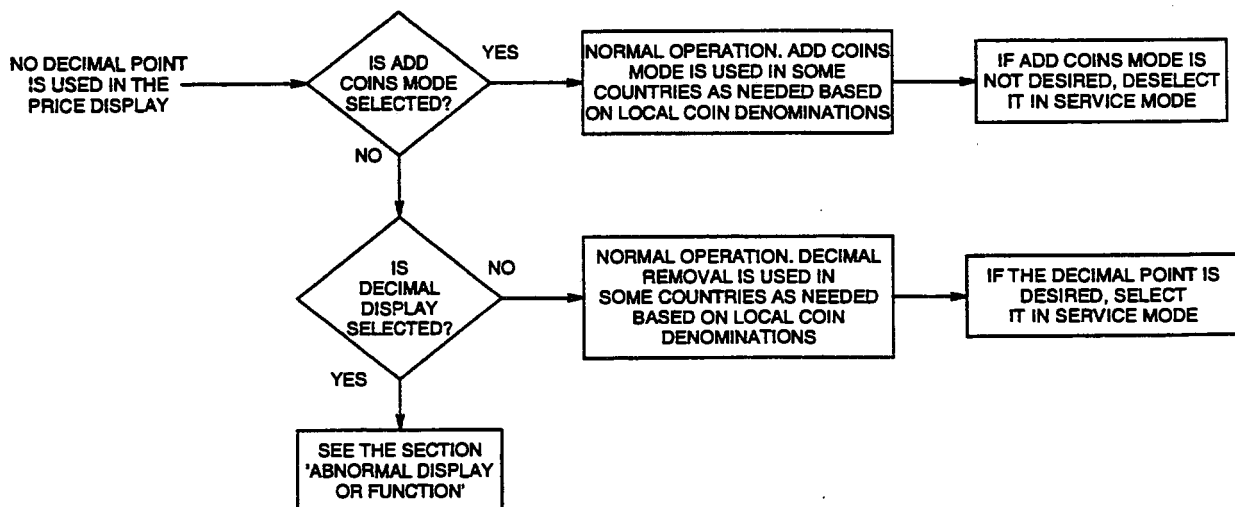 NO DECIMAL POINT
IS USED IN THE
PRICE DISPLAY
IS ADD
COINS MODE
SELECTED?
YES
NORMAL OPERATION. ADD COINS
MODE IS USED IN SOME
COUNTRIES AS NEEDED BASED
ON LOCAL COIN DENOMINATIONS
IF ADD COINS MODE IS
NOT DESIRED, DESELECT
IT IN SERVICE MODE
NO
IS
DECIMAL
DISPLAY
SELECTED?
NO
NORMAL OPERATION. DECIMAL
REMOVAL IS USED IN
SOME COUNTRIES AS NEEDED
BASED ON LOCAL COIN
DENOMINATIONS
IF THE DECIMAL POINT IS
DESIRED, SELECT
IT IN SERVICE MODE
YES
SEE THE SECTION
'ABNORMAL DISPLAY
OR FUNCTION'